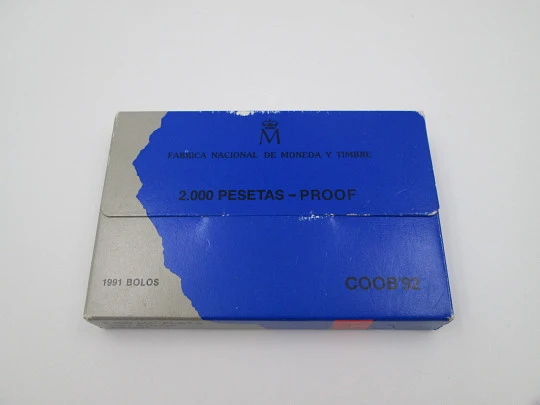 M
FABRICA NACIONAL DE MONEDA Y TIMBRE
2.000 PESETAS – PROOF
1991 BOLOS
COOB'92